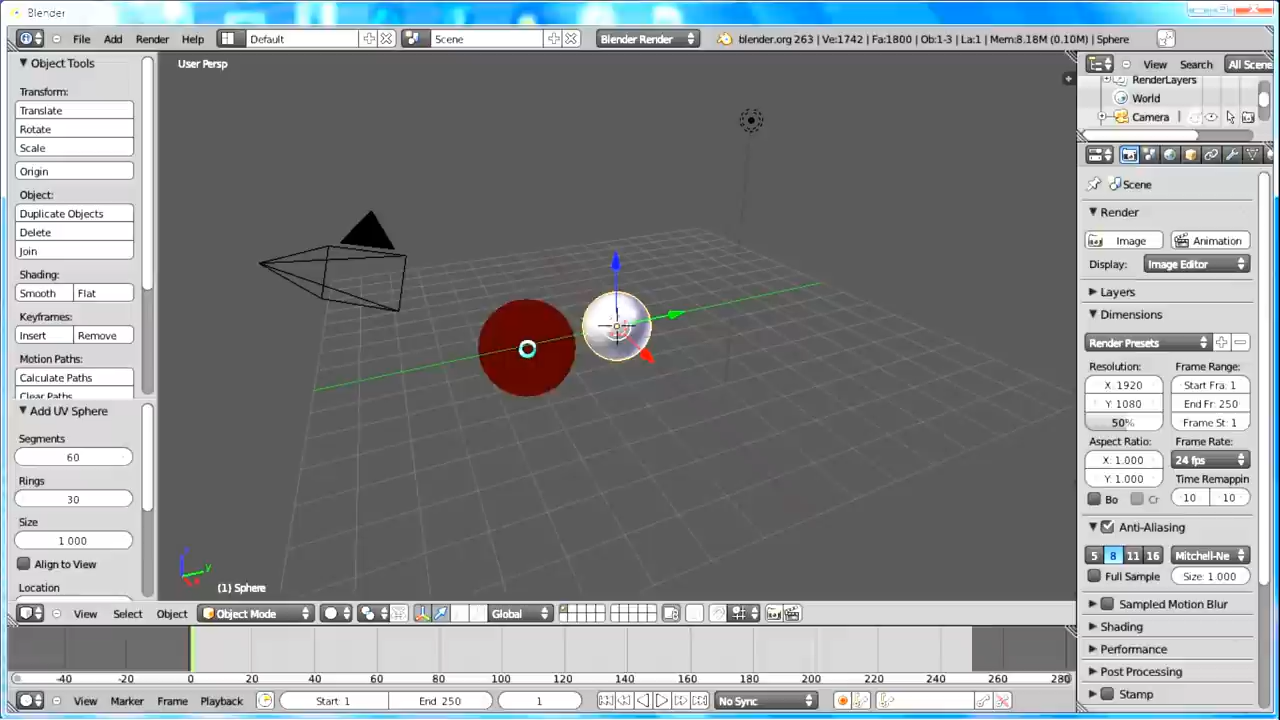 Blender
File Add Render Help Default Scene Blender Render blender.org 263 | Ve:1742 | Fa:1800 | Ob:1-3 | La:1 | Mem:8.18M (0.10M) | Sphere
Object Tools
Transform:
Translate
Rotate
Scale
Origin
Object:
Duplicate Objects
Delete
Join
Shading:
Smooth Flat
Keyframes:
Insert Remove
Motion Paths:
Calculate Paths
Clear Paths
Add UV Sphere
Segments
60
Rings
30
Size
1.000
Align to View
Location
User Persp
(1) Sphere
View Select Object Object Mode Global
-40 -20 0 20 40 60 80 100 120 140 160 180 200 220 240 260 280
View Marker Frame Playback Start: 1 End: 250 1 No Sync
View Search All Scene
RenderLayers
World
Camera
Scene
Render
Image Animation
Display: Image Editor
Layers
Dimensions
Render Presets
Resolution: Frame Range:
X: 1920 Start Fra: 1
Y: 1080 End Fr: 250
50% Frame St: 1
Aspect Ratio: Frame Rate:
X: 1.000 24 fps
Y: 1.000 Time Remappin
Bo Cr 10 10
Anti-Aliasing
5 8 11 16 Mitchell-Ne
Full Sample Size: 1.000
Sampled Motion Blur
Shading
Performance
Post Processing
Stamp